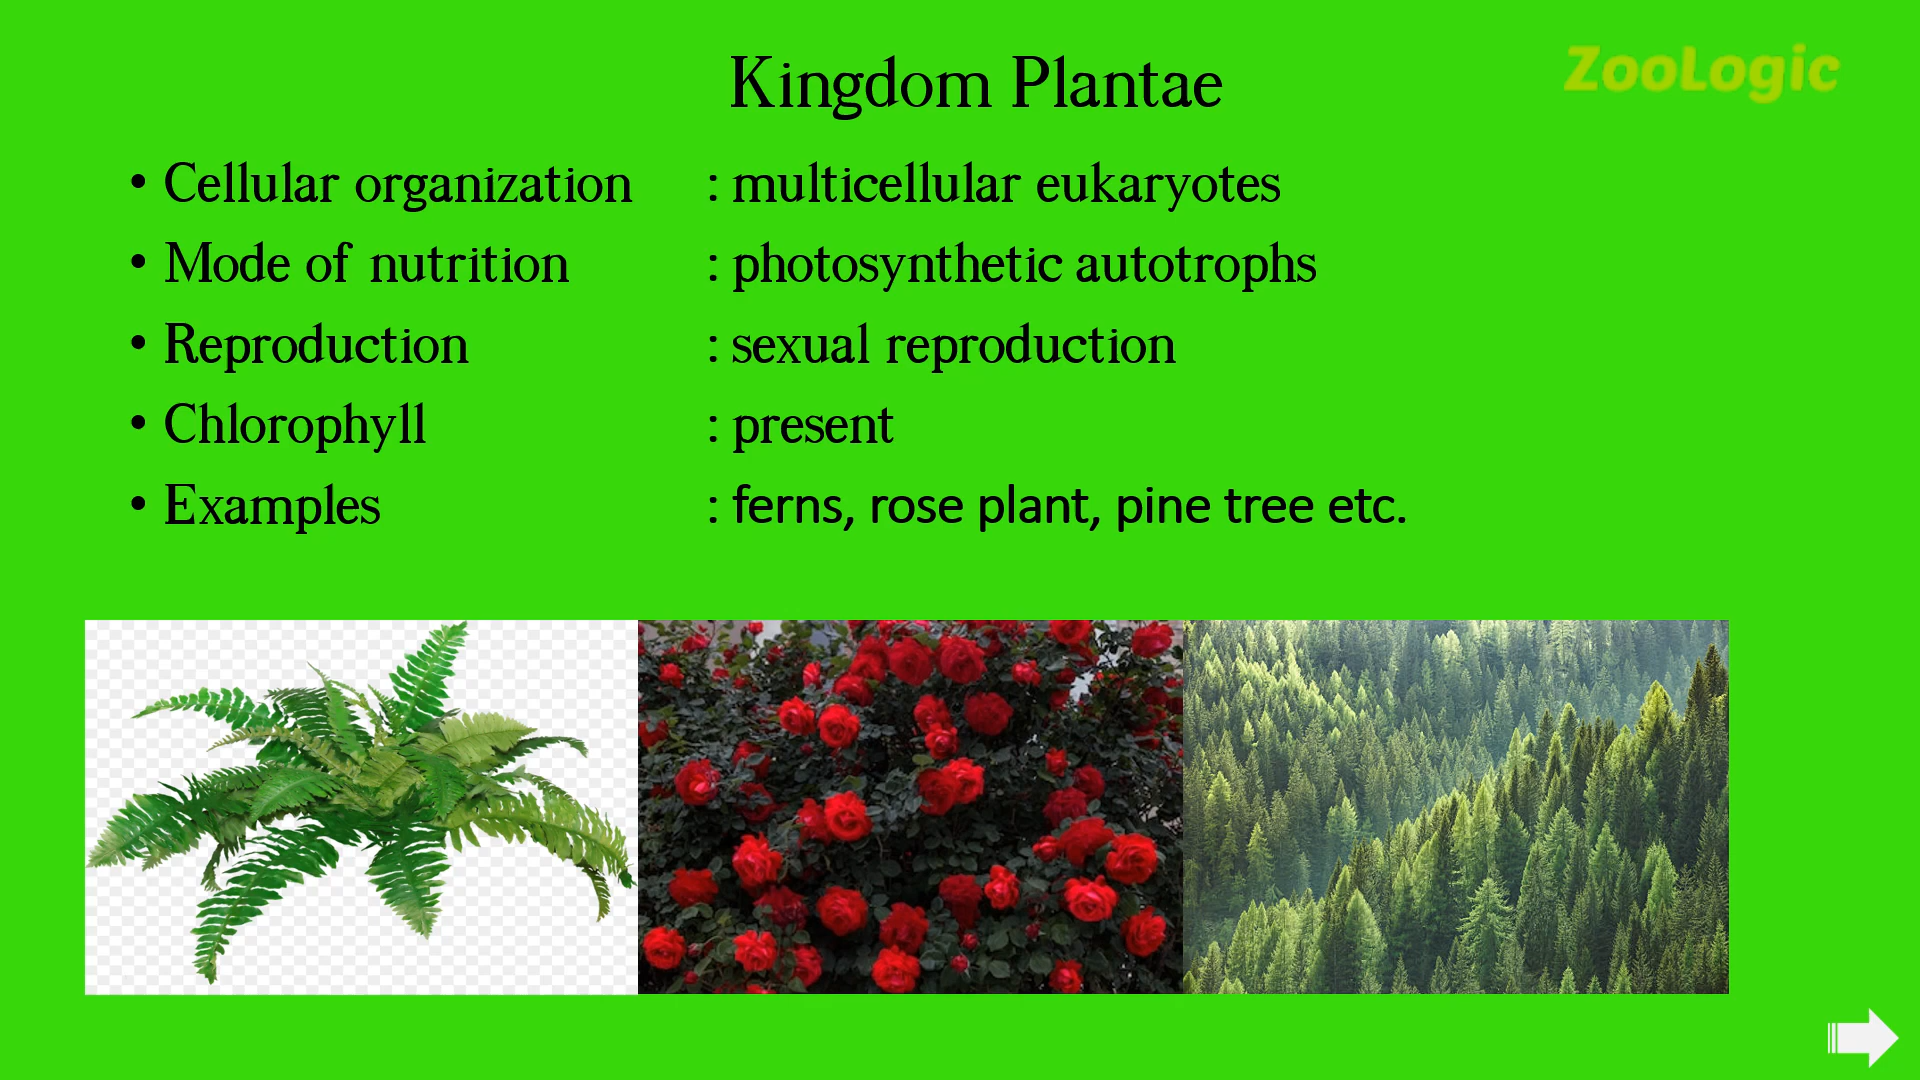 Kingdom Plantae
ZooLogic
• Cellular organization : multicellular eukaryotes
• Mode of nutrition : photosynthetic autotrophs
• Reproduction : sexual reproduction
• Chlorophyll : present
• Examples : ferns, rose plant, pine tree etc.